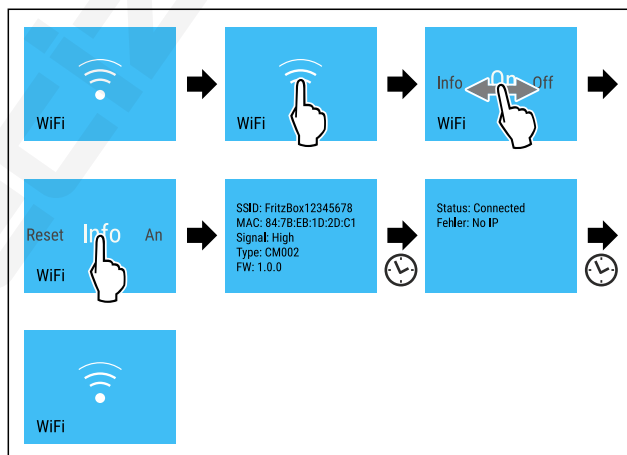 WiFi
WiFi
Info On Off
WiFi
Reset Info An
WiFi
SSID: FritzBox12345678
MAC: 84:7B:EB:1D:2D:C1
Signal: High
Type: CM002
FW: 1.0.0
Status: Connected
Fehler: No IP
WiFi